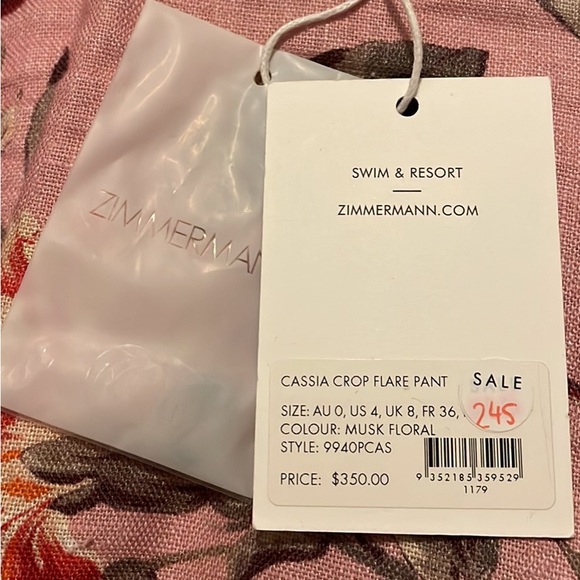 ZIMMERMANN
SWIM & RESORT
ZIMMERMANN.COM
CASSIA CROP FLARE PANT
SALE
245
SIZE: AU 0, US 4, UK 8, FR 36,
COLOUR: MUSK FLORAL
STYLE: 9940PCAS
PRICE: $350.00
9 352185 359529
1179